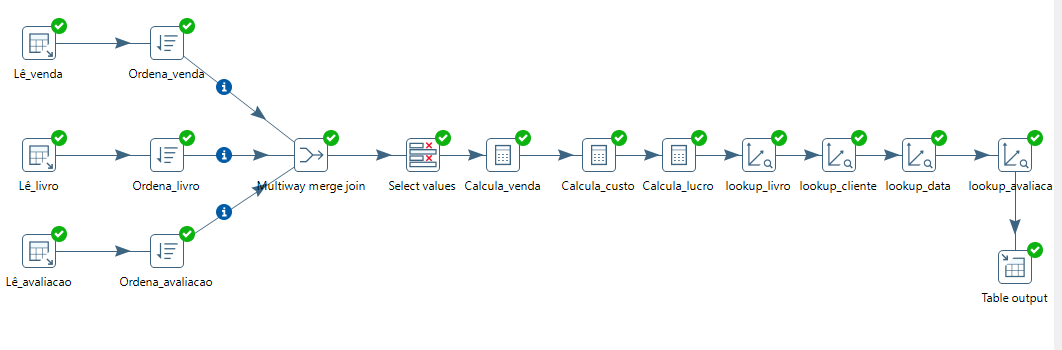 Lê_venda
Ordena_venda
Lê_livro
Ordena_livro
Multiway merge join
Select values
Calcula_venda
Calcula_custo
Calcula_lucro
lookup_livro
lookup_cliente
lookup_data
lookup_avaliaca
Lê_avaliacao
Ordena_avaliacao
Table output